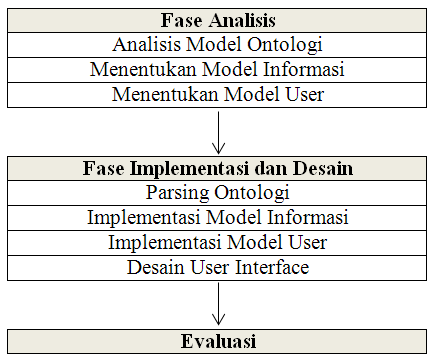 Fase Analisis
Analisis Model Ontologi
Menentukan Model Informasi
Menentukan Model User
Fase Implementasi dan Desain
Parsing Ontologi
Implementasi Model Informasi
Implementasi Model User
Desain User Interface
Evaluasi